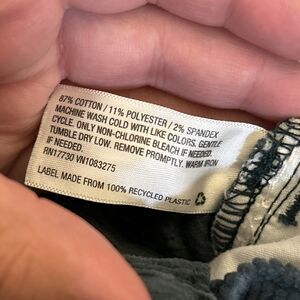 87% COTTON / 11% POLYESTER / 2% SPANDEX
MACHINE WASH COLD WITH LIKE COLORS. GENTLE
CYCLE. ONLY NON-CHLORINE BLEACH IF NEEDED.
TUMBLE DRY LOW. REMOVE PROMPTLY. WARM IRON
IF NEEDED.
RN17730 VN1083275
LABEL MADE FROM 100% RECYCLED PLASTIC